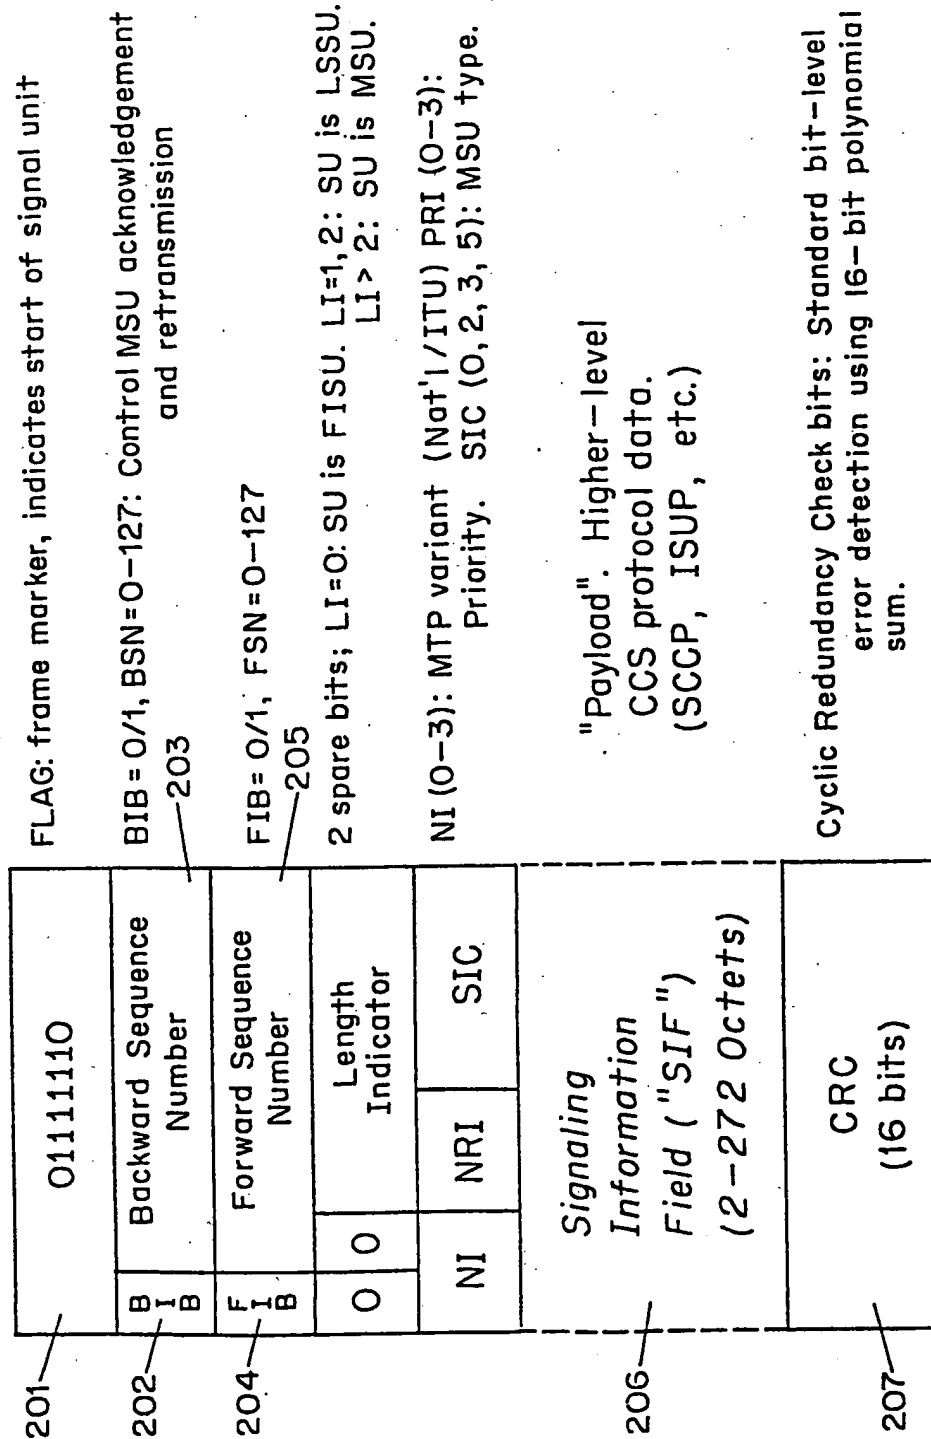 201
01111110
FLAG: frame marker, indicates start of signal unit
202
BIB
Backward Sequence
Number
203
BIB = 0/1, BSN = 0-127: Control MSU acknowledgement
and retransmission
204
FIB
Forward Sequence
Number
205
FIB = 0/1, FSN = 0-127
0 0
Length
Indicator
2 spare bits; LI = 0: SU is FISU. LI = 1, 2: SU is LSSU.
LI > 2: SU is MSU.
NI
NRI
SIC
NI (0-3): MTP variant (Nat'l / ITU) PRI (0-3):
Priority. SIC (0, 2, 3, 5): MSU type.
206
Signaling
Information
Field ("SIF")
(2-272 Octets)
"Payload". Higher-level
CCS protocol data.
(SCCP, ISUP, etc.)
207
CRC
(16 bits)
Cyclic Redundancy Check bits: Standard bit-level
error detection using 16-bit polynomial
sum.